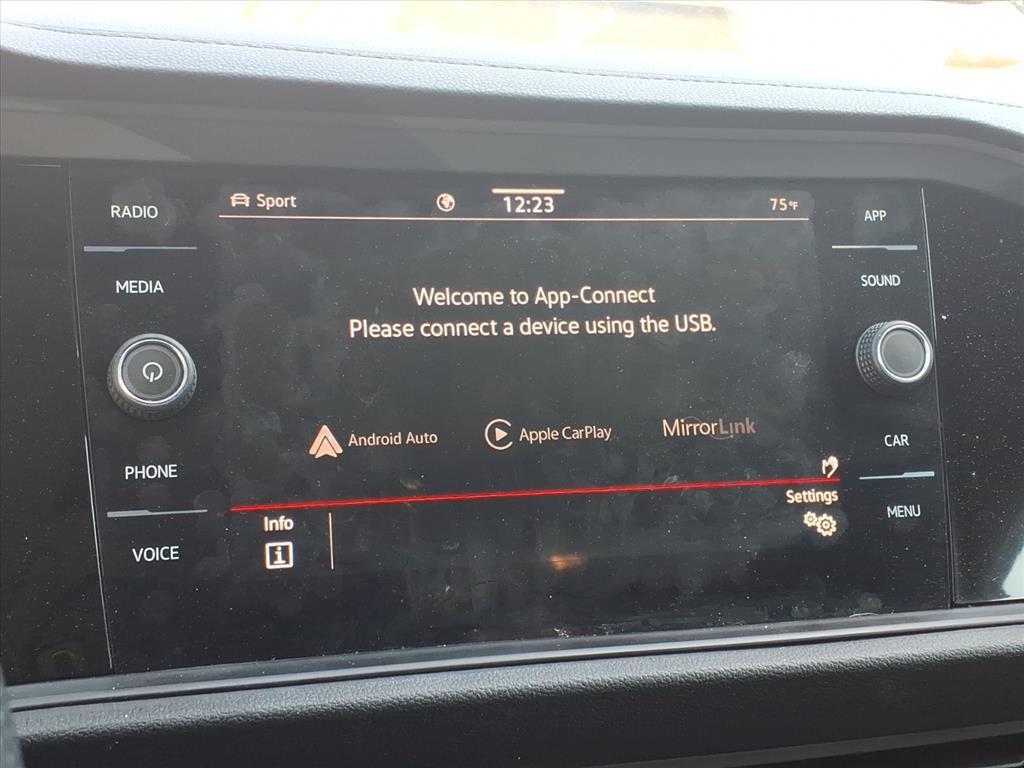 RADIO
MEDIA
PHONE
VOICE
Sport
12:23
75°F
Welcome to App-Connect
Please connect a device using the USB.
Android Auto
Apple CarPlay
MirrorLink
Info
i
Settings
APP
SOUND
CAR
MENU